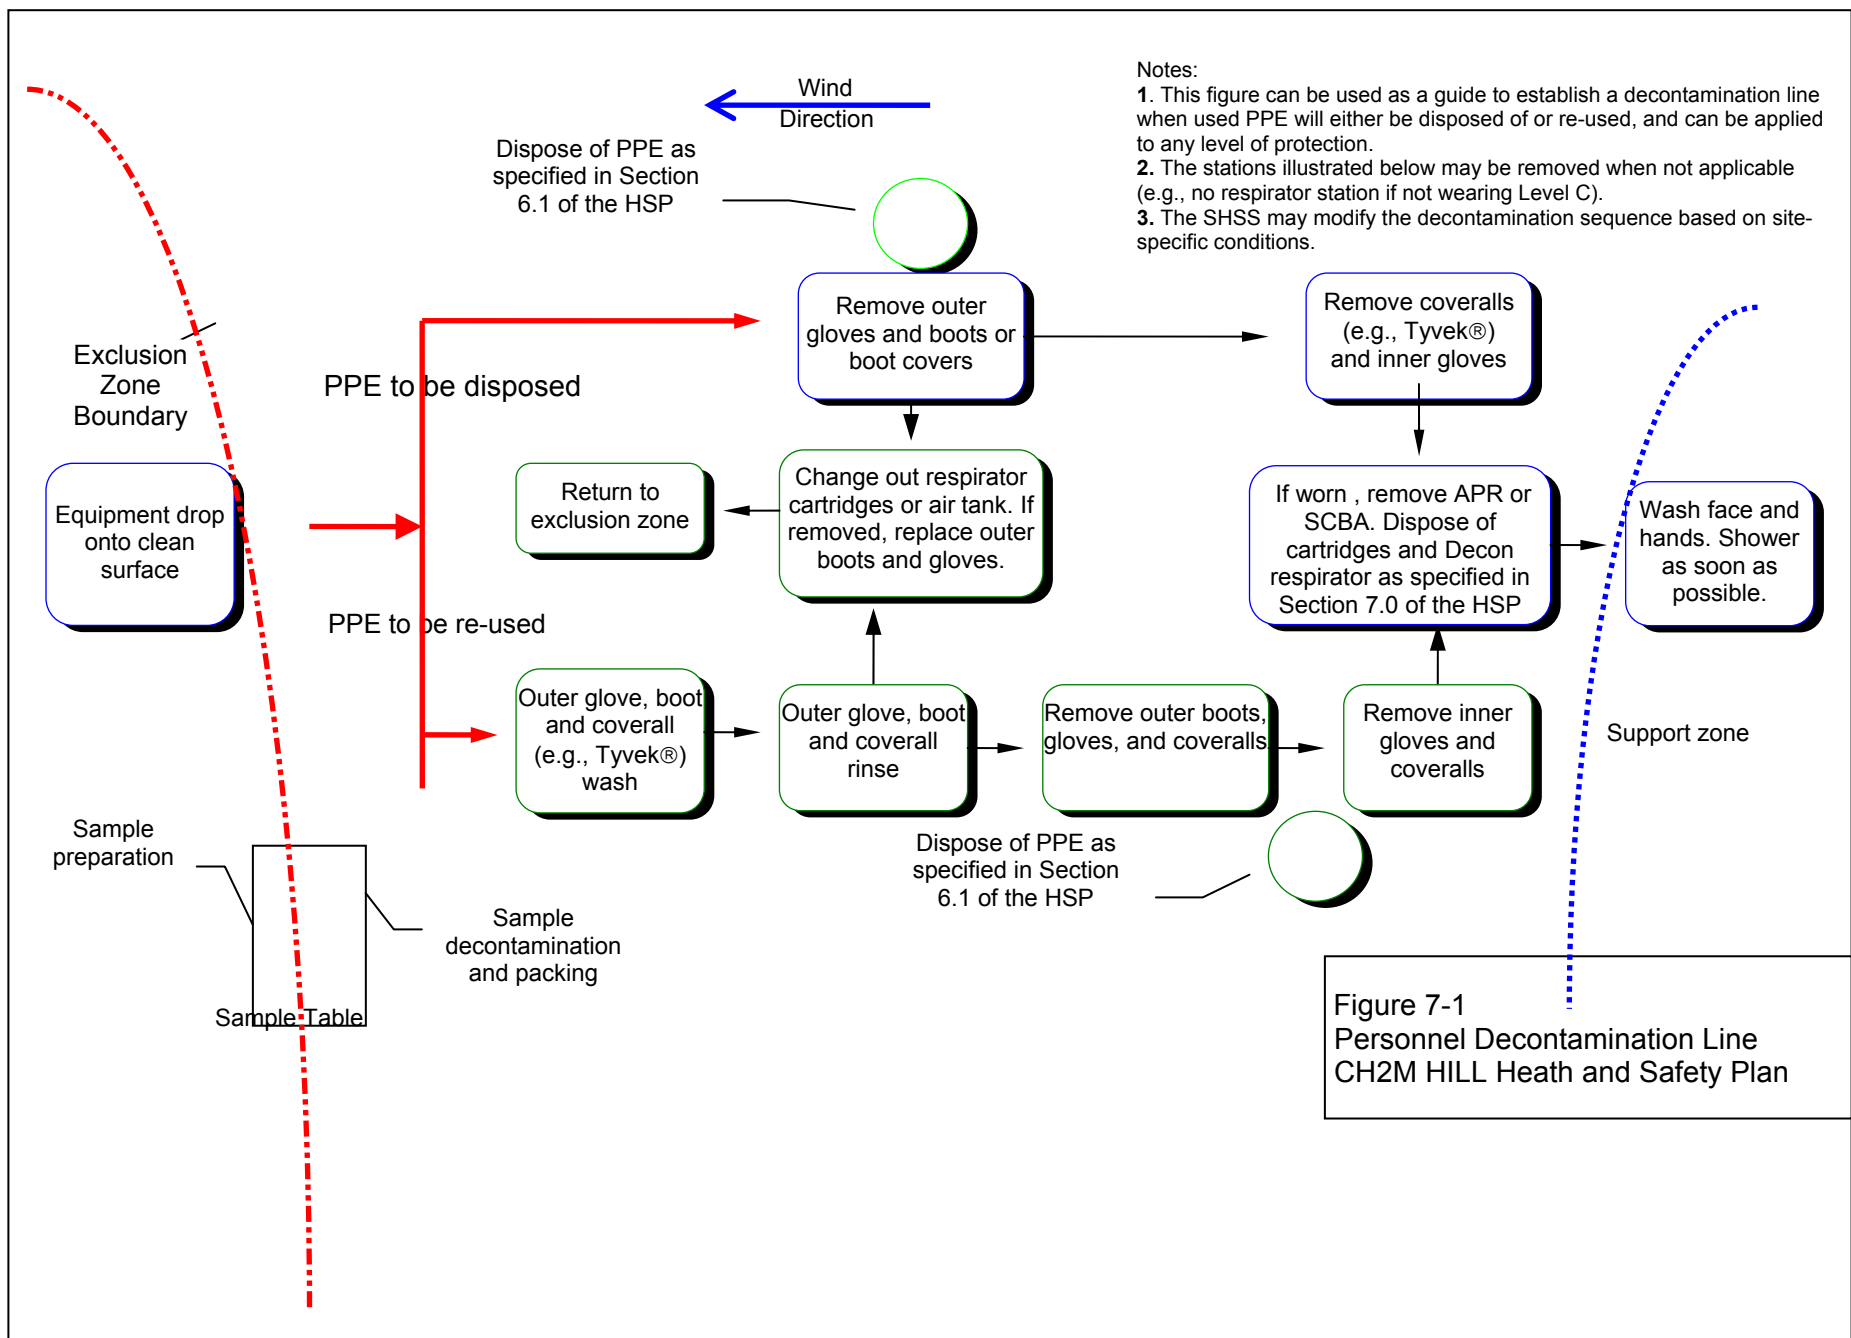 Wind
Direction
Dispose of PPE as
specified in Section
6.1 of the HSP
Notes:
1. This figure can be used as a guide to establish a decontamination line
when used PPE will either be disposed of or re-used, and can be applied
to any level of protection.
2. The stations illustrated below may be removed when not applicable
(e.g., no respirator station if not wearing Level C).
3. The SHSS may modify the decontamination sequence based on site-
specific conditions.
Exclusion
Zone
Boundary
PPE to be disposed
Remove outer
gloves and boots or
boot covers
Remove coveralls
(e.g., Tyvek®)
and inner gloves
Equipment drop
onto clean
surface
Return to
exclusion zone
Change out respirator
cartridges or air tank. If
removed, replace outer
boots and gloves.
If worn , remove APR or
SCBA. Dispose of
cartridges and Decon
respirator as specified in
Section 7.0 of the HSP
Wash face and
hands. Shower
as soon as
possible.
PPE to be re-used
Outer glove, boot
and coverall
(e.g., Tyvek®)
wash
Outer glove, boot
and coverall
rinse
Remove outer boots,
gloves, and coveralls
Remove inner
gloves and
coveralls
Support zone
Sample
preparation
Sample
decontamination
and packing
Sample Table
Dispose of PPE as
specified in Section
6.1 of the HSP
Figure 7-1
Personnel Decontamination Line
CH2M HILL Heath and Safety Plan